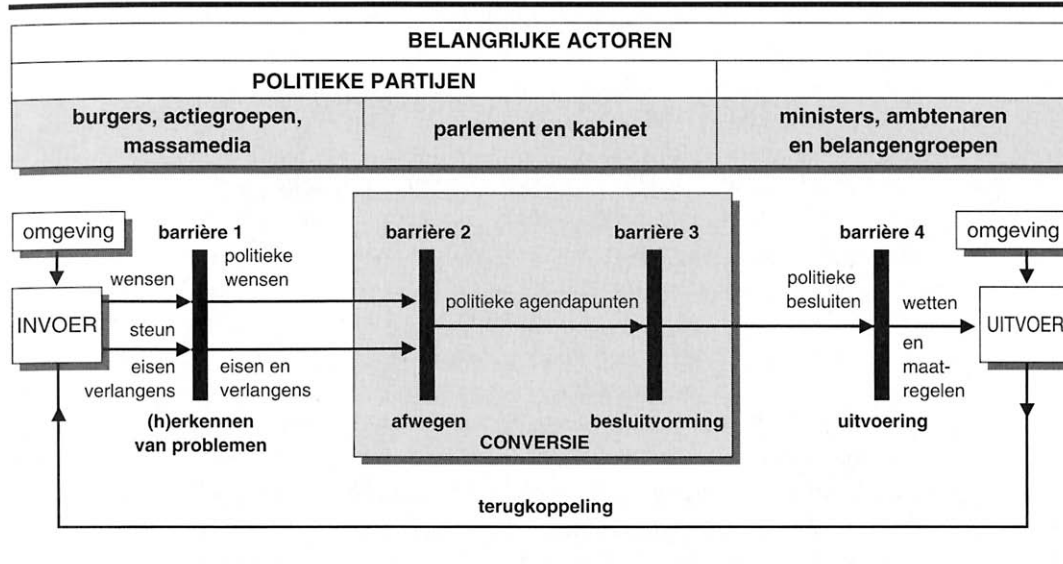 BELANGRIJKE ACTOREN
POLITIEKE PARTIJEN
burgers, actiegroepen,
massamedia
parlement en kabinet
ministers, ambtenaren
en belangengroepen
omgeving
INVOER
wensen
steun
eisen
verlangens
barrière 1
(h)erkennen
van problemen
politieke
wensen
eisen en
verlangens
barrière 2
afwegen
politieke agendapunten
barrière 3
besluitvorming
CONVERSIE
politieke
besluiten
barrière 4
uitvoering
wetten
en
maat-
regelen
omgeving
UITVOER
terugkoppeling